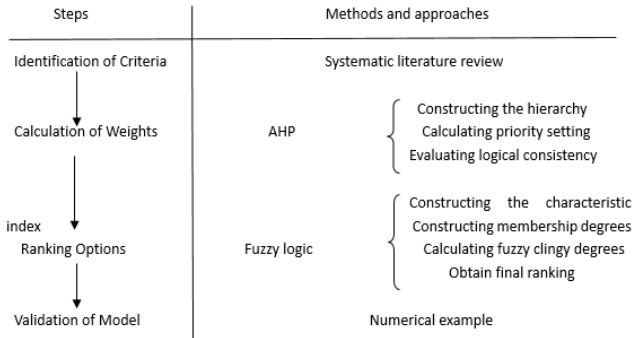 Steps Methods and approaches
Identification of Criteria Systematic literature review
Constructing the hierarchy
Calculation of Weights AHP Calculating priority setting
Evaluating logical consistency
Constructing the characteristic
index Constructing membership degrees
Ranking Options Fuzzy logic Calculating fuzzy clingy degrees
Obtain final ranking
Validation of Model Numerical example